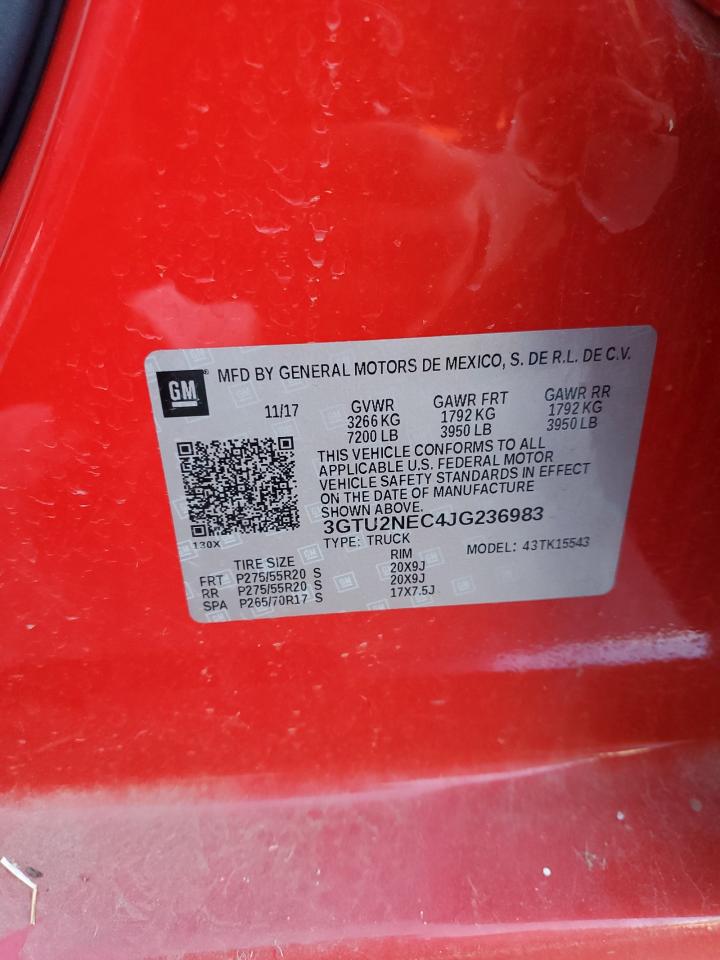 GM® MFD BY GENERAL MOTORS DE MEXICO, S. DE R.L. DE C.V.
11/17 GVWR GAWR FRT GAWR RR
3266 KG 1792 KG 1792 KG
7200 LB 3950 LB 3950 LB
THIS VEHICLE CONFORMS TO ALL
APPLICABLE U.S. FEDERAL MOTOR
VEHICLE SAFETY STANDARDS IN EFFECT
ON THE DATE OF MANUFACTURE
SHOWN ABOVE.
3GTU2NEC4JG236983
130X TYPE: TRUCK MODEL: 43TK15543
TIRE SIZE RIM
FRT P275/55R20 S 20X9J
RR P275/55R20 S 20X9J
SPA P265/70R17 S 17X7.5J